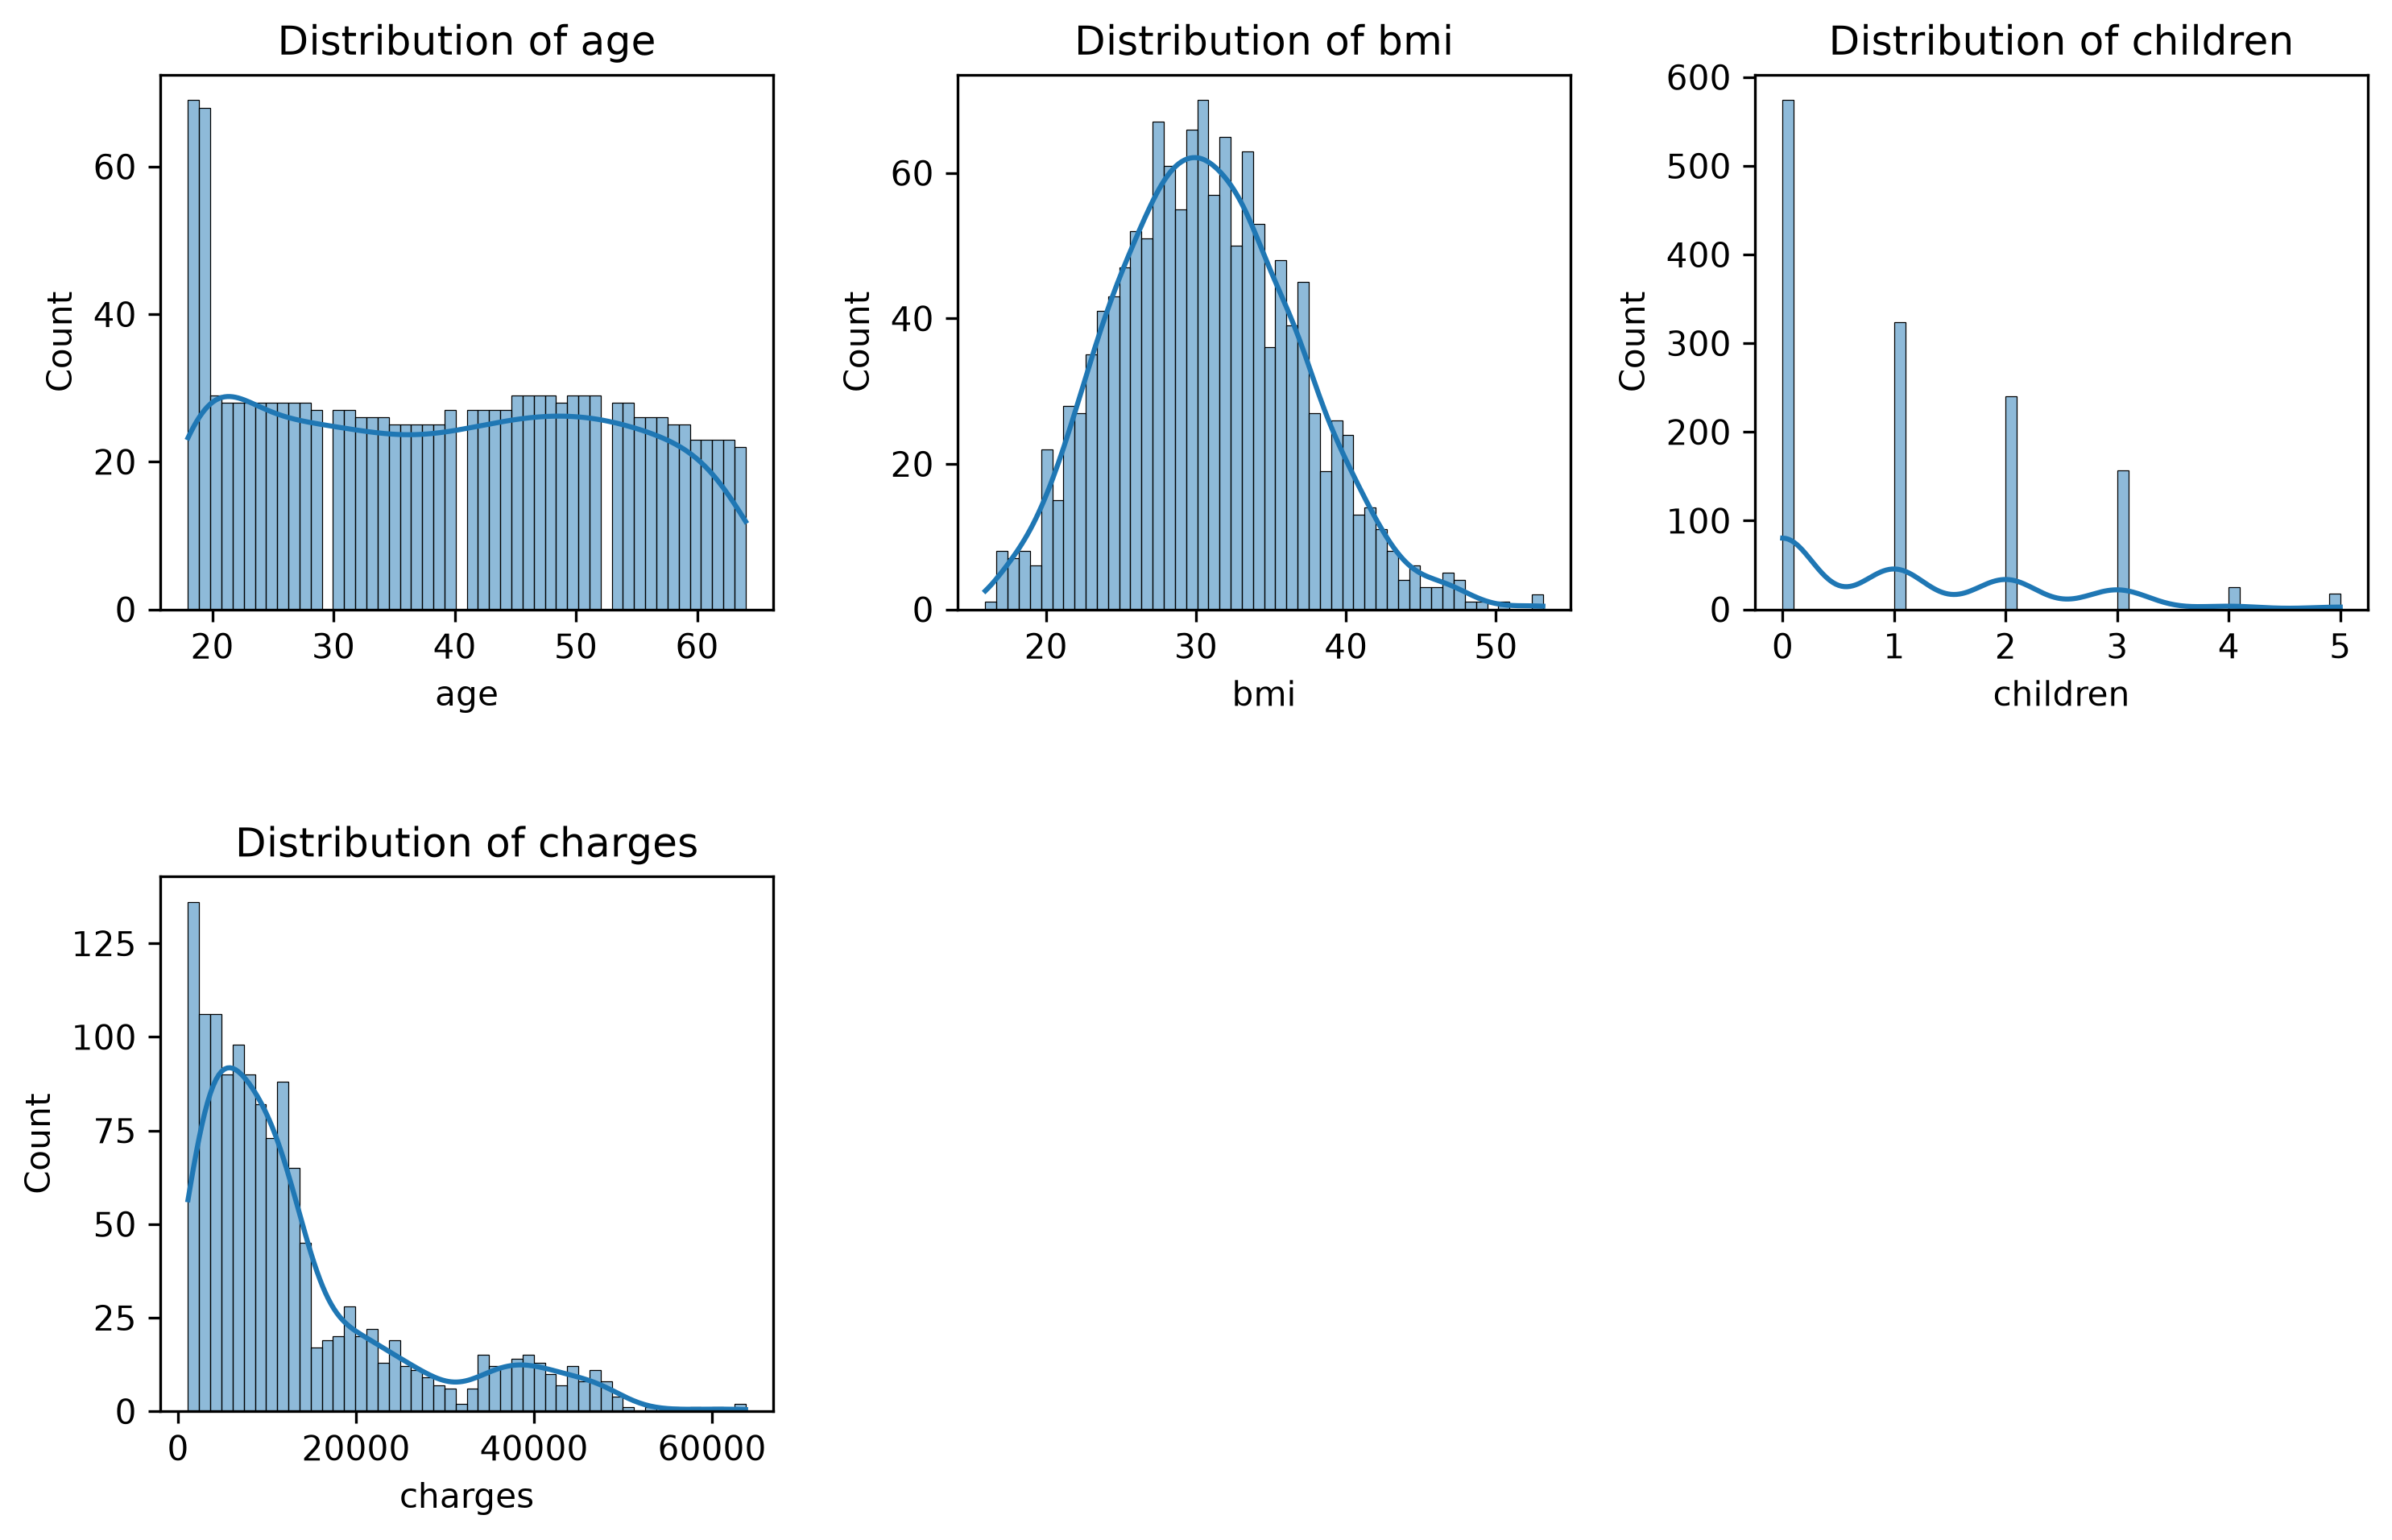 Distribution of age
60
40
20
0
Count
20 30 40 50 60
age
Distribution of bmi
60
40
20
0
Count
20 30 40 50
bmi
Distribution of children
600
500
400
300
200
100
0
Count
0 1 2 3 4 5
children
Distribution of charges
125
100
75
50
25
0
Count
0 20000 40000 60000
charges